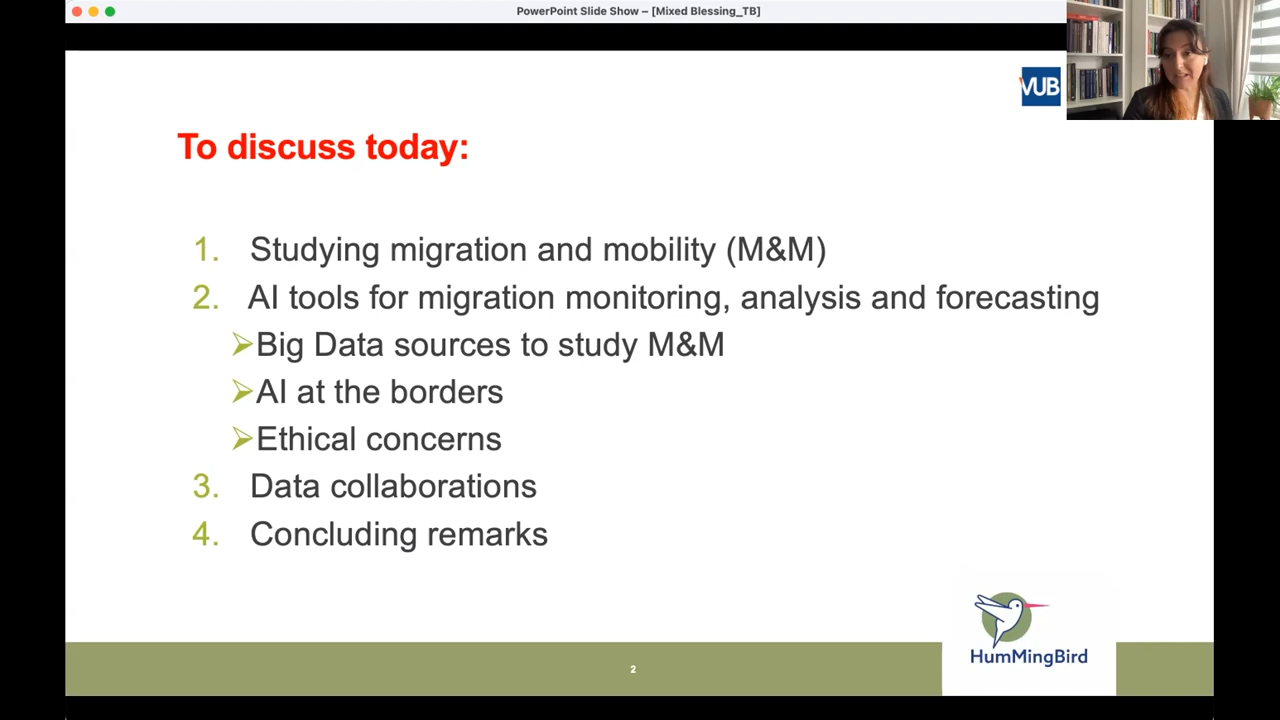 PowerPoint Slide Show – [Mixed Blessing_TB]
VUB
To discuss today:
1. Studying migration and mobility (M&M)
2. AI tools for migration monitoring, analysis and forecasting
➢Big Data sources to study M&M
➢AI at the borders
➢Ethical concerns
3. Data collaborations
4. Concluding remarks
HumMingBird
2